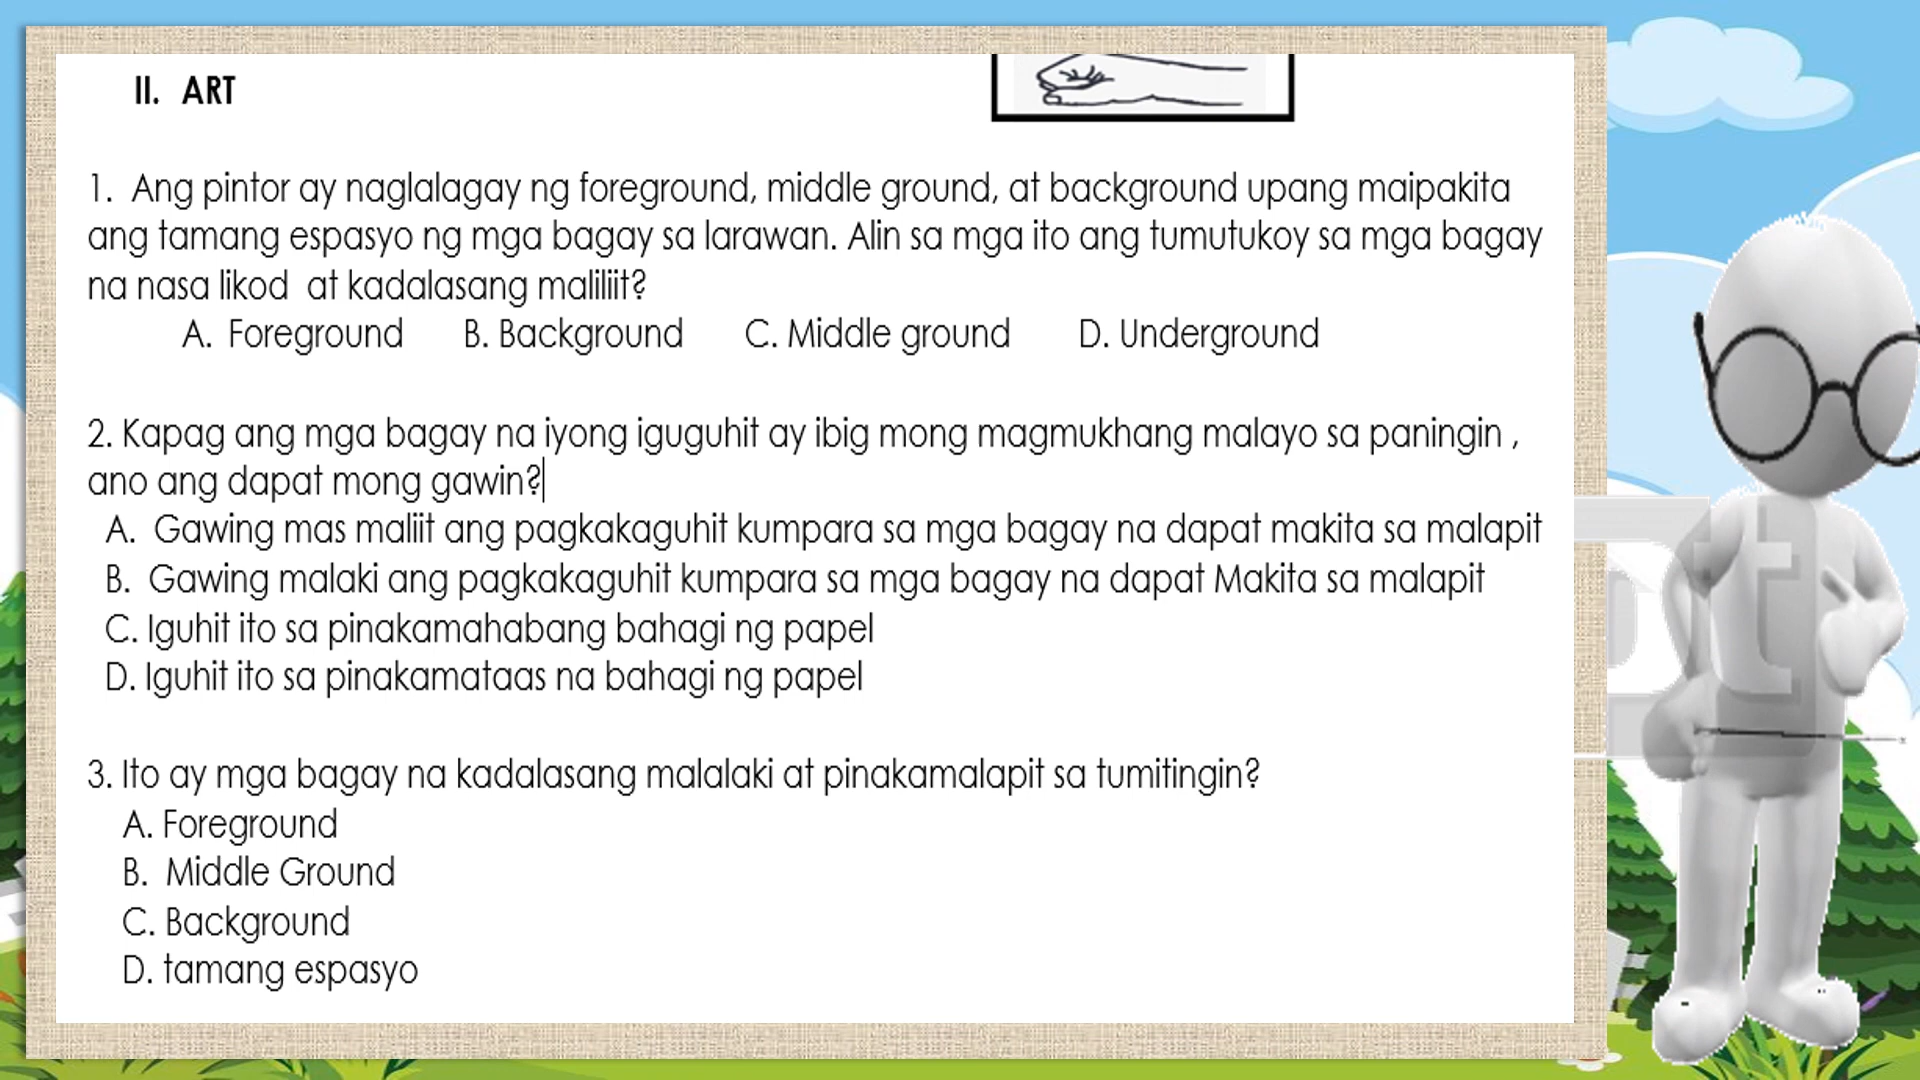 II. ART
1. Ang pintor ay naglalagay ng foreground, middle ground, at background upang maipakita
ang tamang espasyo ng mga bagay sa larawan. Alin sa mga ito ang tumutukoy sa mga bagay
na nasa likod at kadalasang maliliit?
A. Foreground B. Background C. Middle ground D. Underground
2. Kapag ang mga bagay na iyong iguguhit ay ibig mong magmukhang malayo sa paningin ,
ano ang dapat mong gawin?
A. Gawing mas maliit ang pagkakaguhit kumpara sa mga bagay na dapat makita sa malapit
B. Gawing malaki ang pagkakaguhit kumpara sa mga bagay na dapat Makita sa malapit
C. Iguhit ito sa pinakamahabang bahagi ng papel
D. Iguhit ito sa pinakamataas na bahagi ng papel
3. Ito ay mga bagay na kadalasang malalaki at pinakamalapit sa tumitingin?
A. Foreground
B. Middle Ground
C. Background
D. tamang espasyo